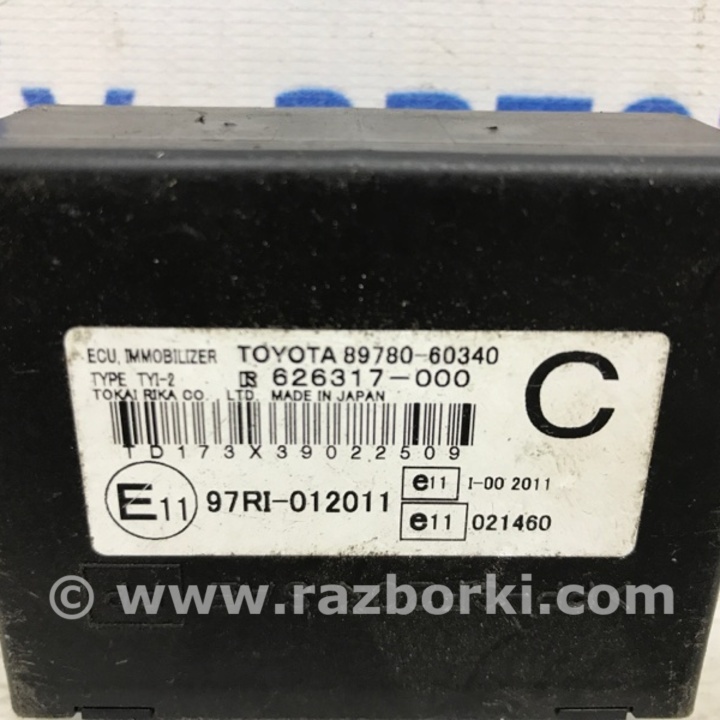 ECU, IMMOBILIZER TOYOTA 89780-60340
TYPE TYI-2 626317-000
C
TOKAI RIKA CO. LTD. MADE IN JAPAN
TD173X39022509
E11 97RI-012011
e11 I-00 2011
e11 021460
© www.razborki.com